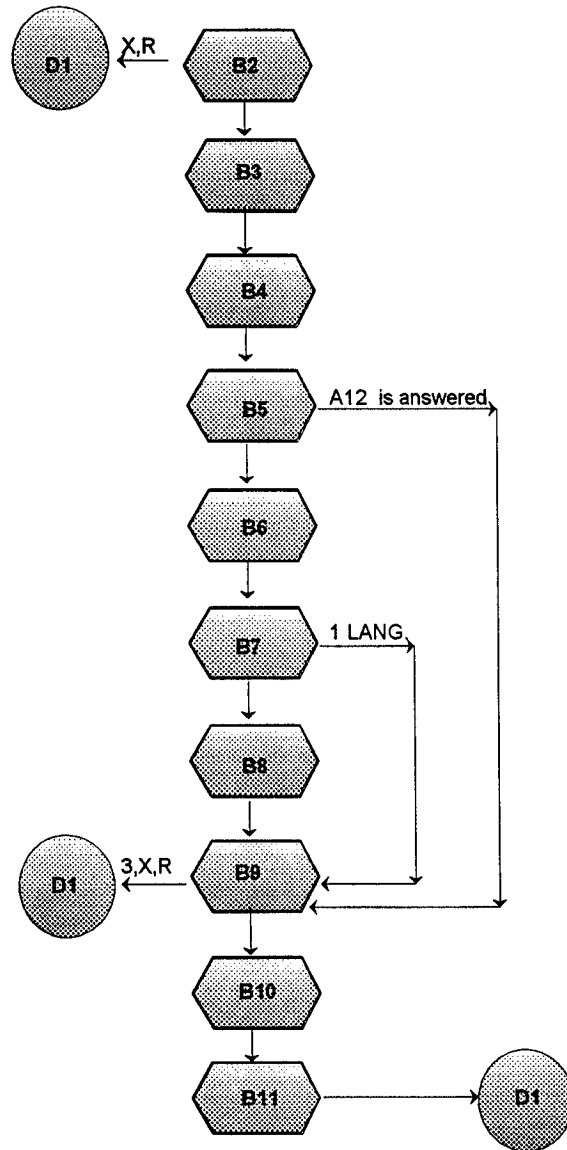 D1
X,R
B2
B3
B4
B5
A12 is answered
B6
B7
1 LANG
B8
D1
3,X,R
B9
B10
B11
D1